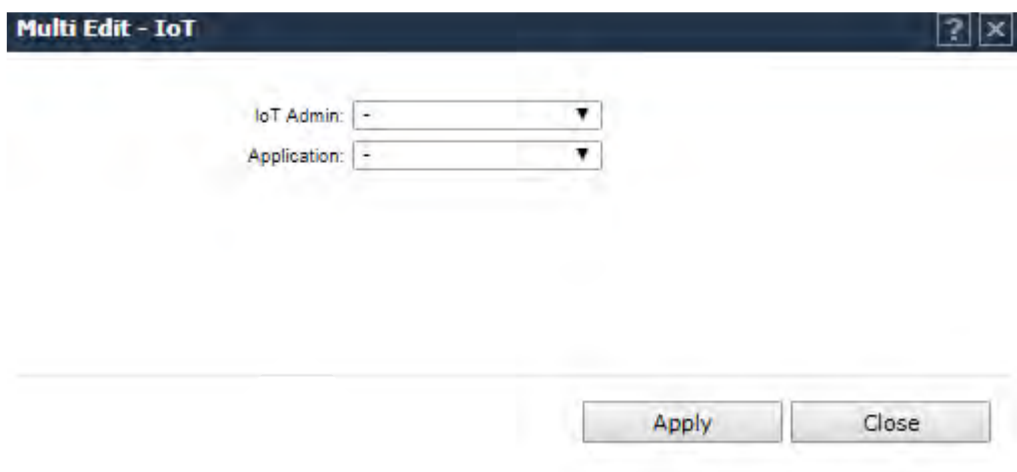 Multi Edit - IoT ? ×
IoT Admin: - ▼
Application: - ▼
Apply Close